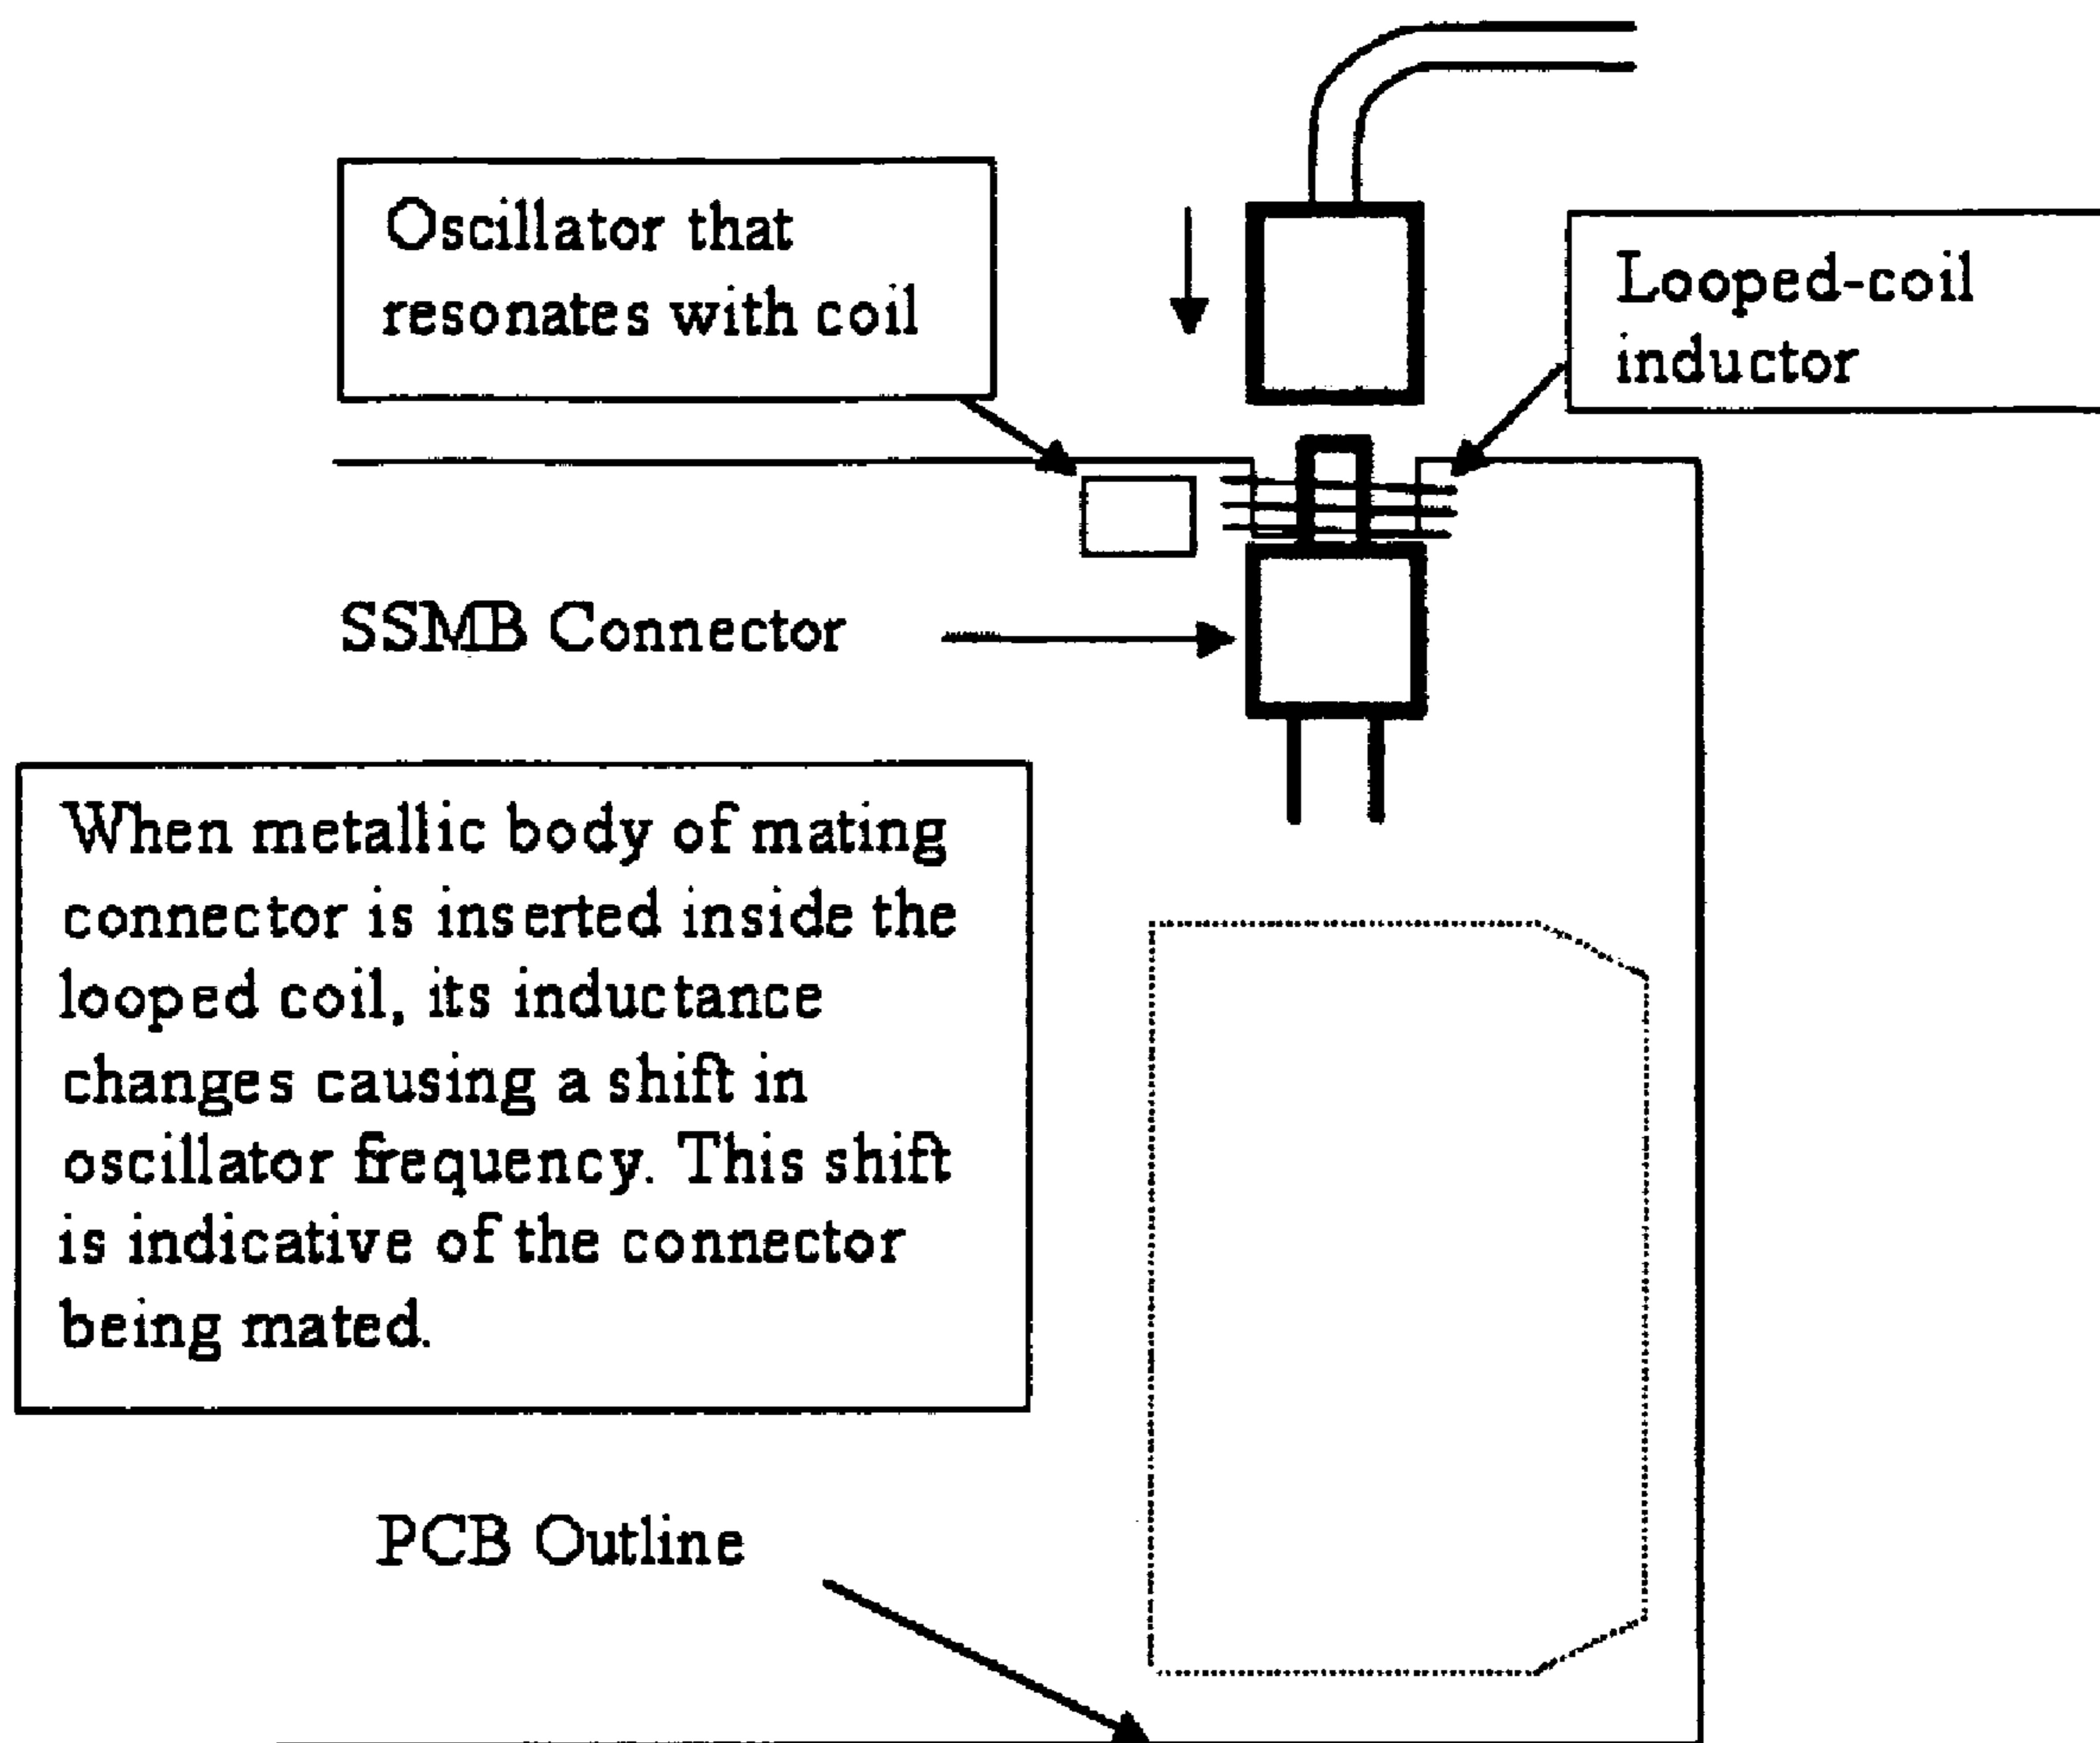 Oscillator that
resonates with coil
Looped-coil
inductor
SSMB Connector
When metallic body of mating
connector is inserted inside the
looped coil, its inductance
changes causing a shift in
oscillator frequency. This shift
is indicative of the connector
being mated.
PCB Outline